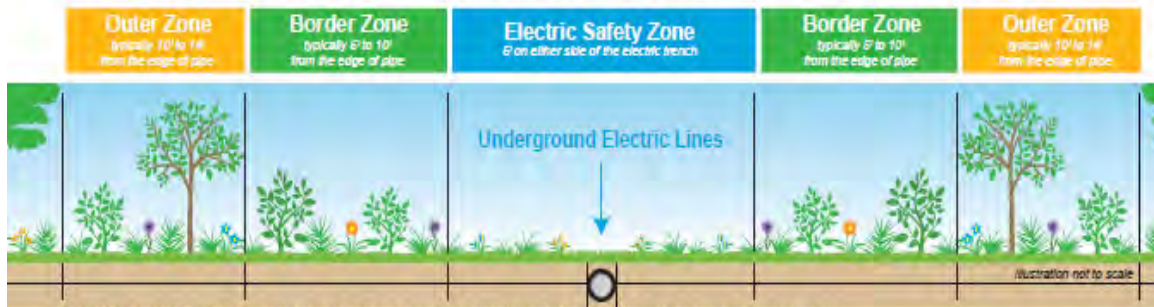 Outer Zone
typically 10' to 14'
from the edge of pipe
Border Zone
typically 6' to 10'
from the edge of pipe
Electric Safety Zone
6' on either side of the electric trench
Border Zone
typically 6' to 10'
from the edge of pipe
Outer Zone
typically 10' to 14'
from the edge of pipe
Underground Electric Lines
Illustration not to scale